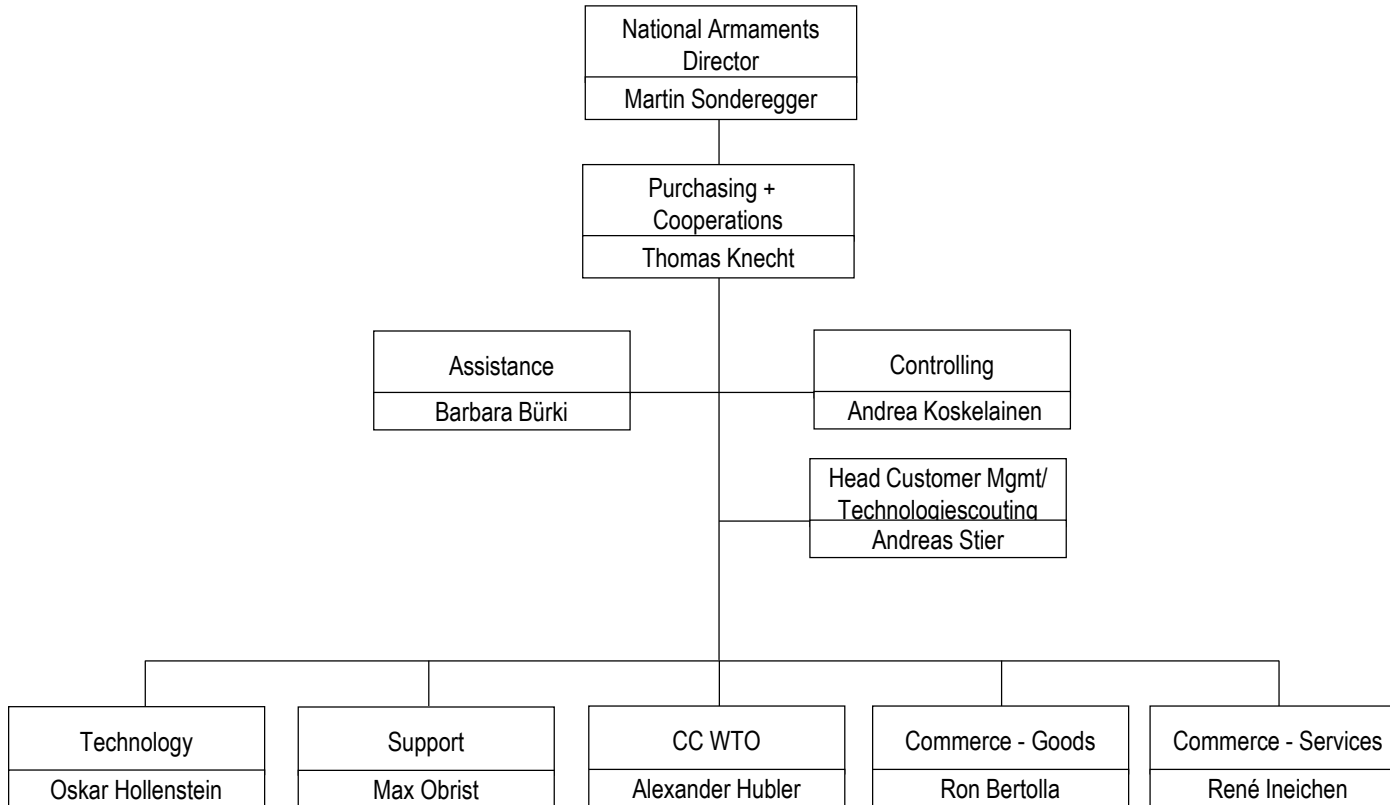 National Armaments
Director
Martin Sonderegger
Purchasing +
Cooperations
Thomas Knecht
Assistance
Barbara Bürki
Controlling
Andrea Koskelainen
Head Customer Mgmt/
Technologiescouting
Andreas Stier
Technology
Oskar Hollenstein
Support
Max Obrist
CC WTO
Alexander Hubler
Commerce - Goods
Ron Bertolla
Commerce - Services
René Ineichen